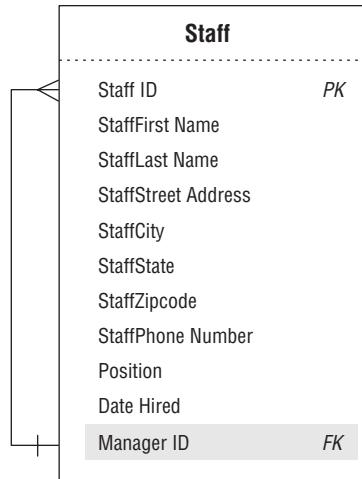 Staff
Staff ID PK
StaffFirst Name
StaffLast Name
StaffStreet Address
StaffCity
StaffState
StaffZipcode
StaffPhone Number
Position
Date Hired
Manager ID FK